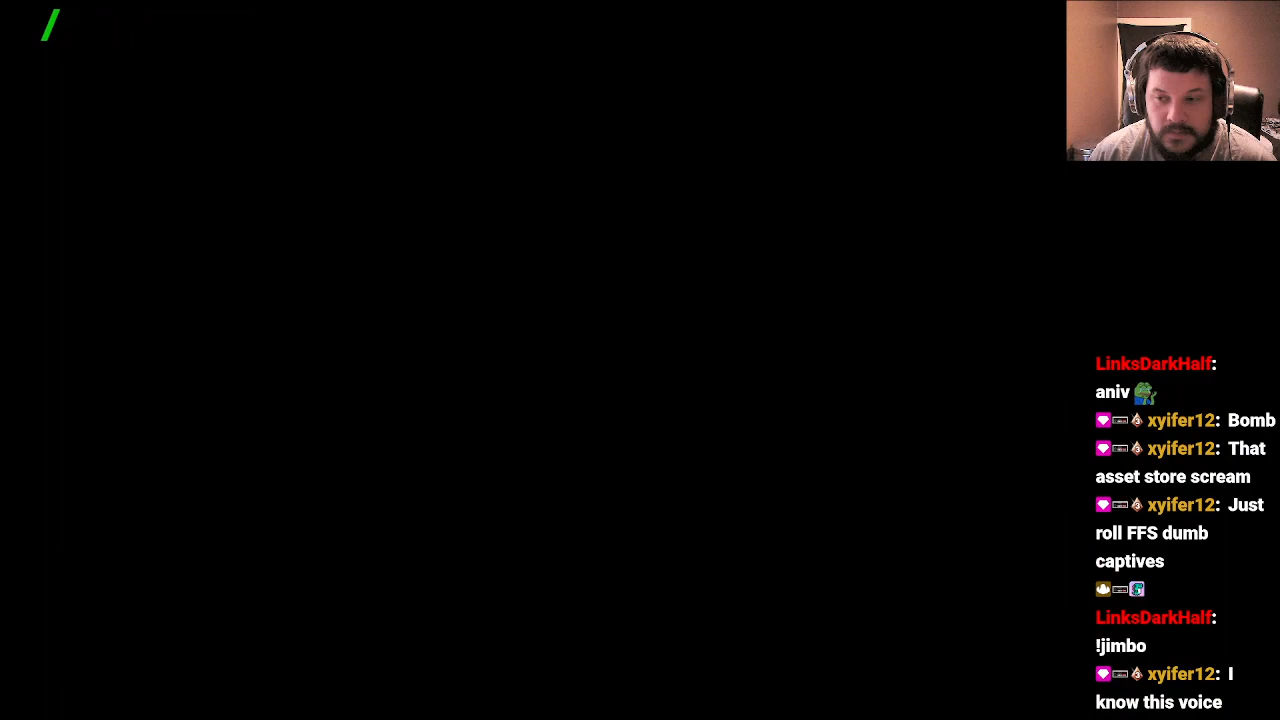 /
LinksDarkHalf:
aniv
xyifer12: Bomb
xyifer12: That
asset store scream
xyifer12: Just
roll FFS dumb
captives
LinksDarkHalf:
!jimbo
xyifer12: I
know this voice